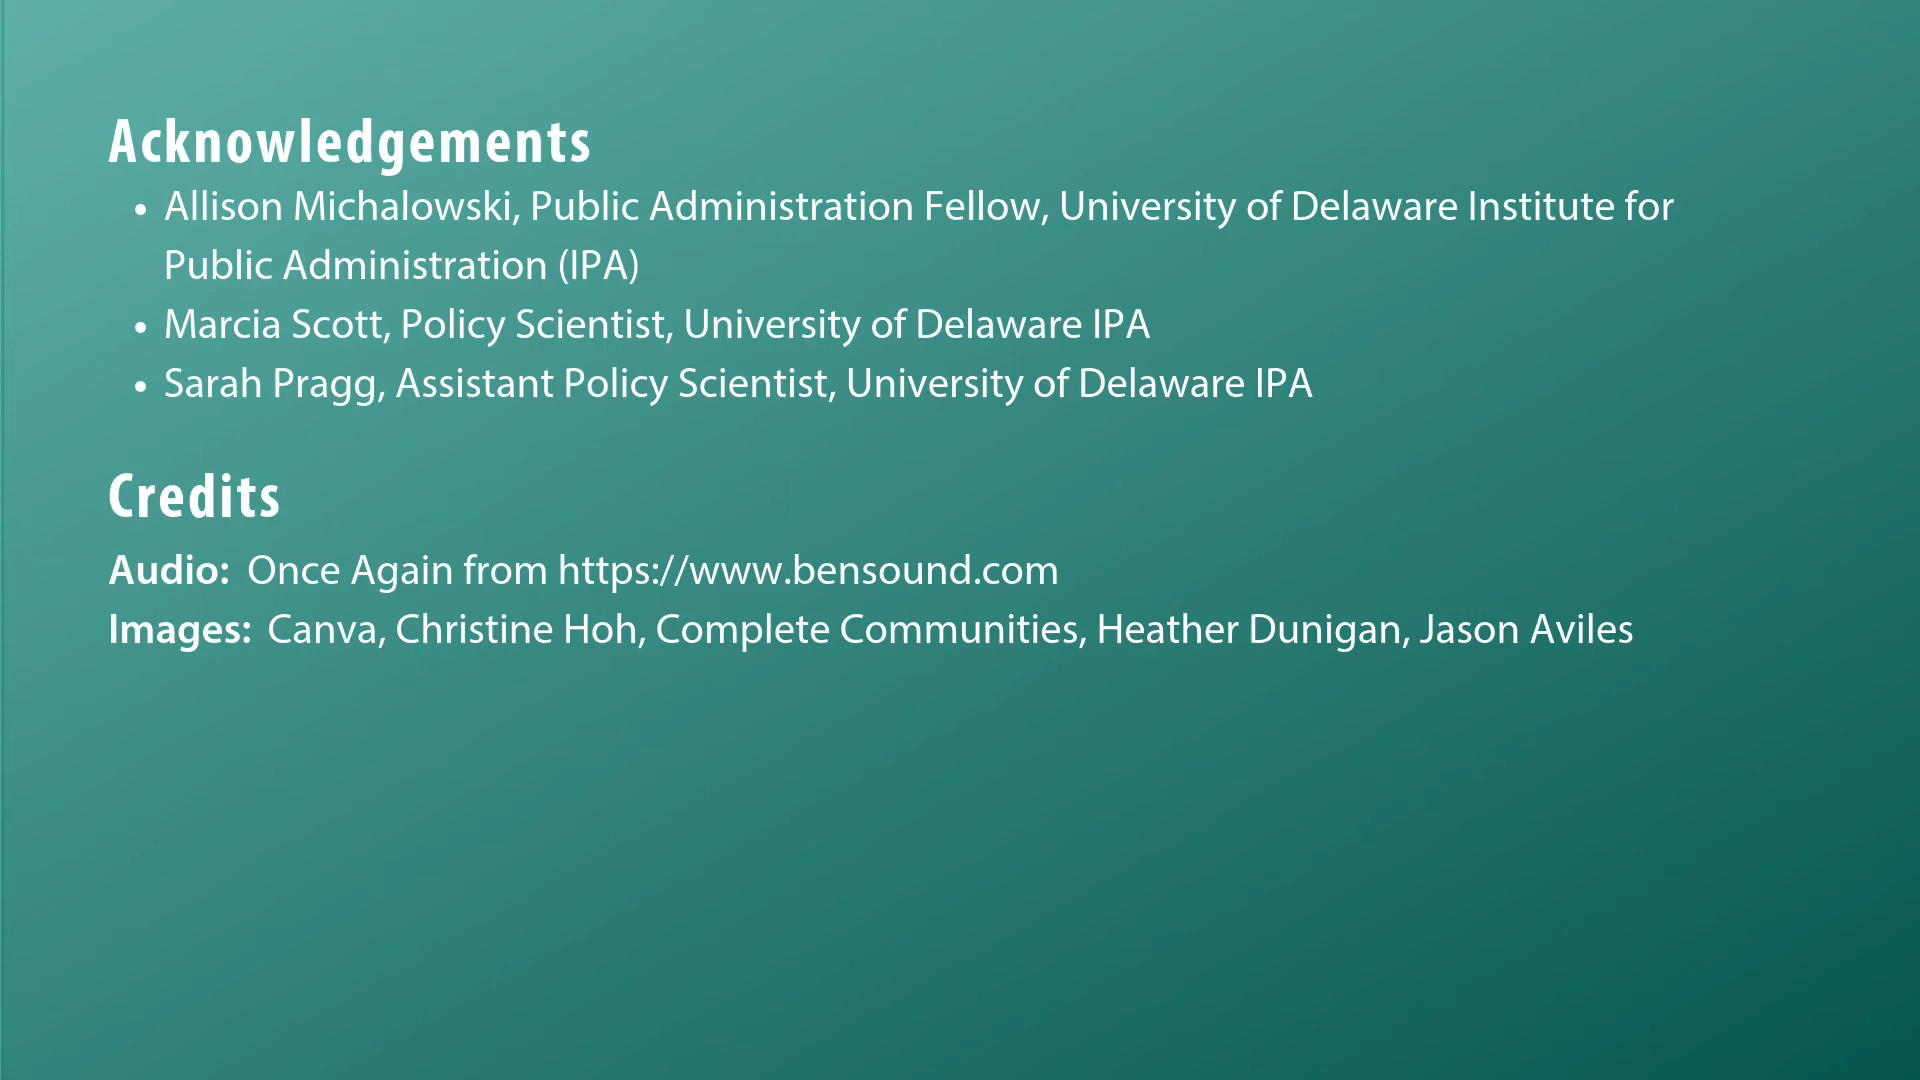 Acknowledgements
• Allison Michalowski, Public Administration Fellow, University of Delaware Institute for
Public Administration (IPA)
• Marcia Scott, Policy Scientist, University of Delaware IPA
• Sarah Pragg, Assistant Policy Scientist, University of Delaware IPA
Credits
Audio: Once Again from https://www.bensound.com
Images: Canva, Christine Hoh, Complete Communities, Heather Dunigan, Jason Aviles